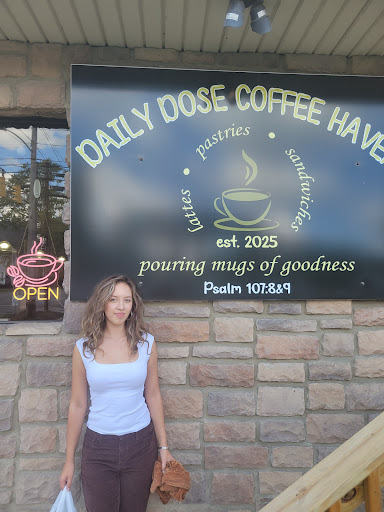 DAILY DOSE COFFEE HAVE
lattes • pastries • sandwiches
est. 2025
pouring mugs of goodness
Psalm 107:8&9
OPEN